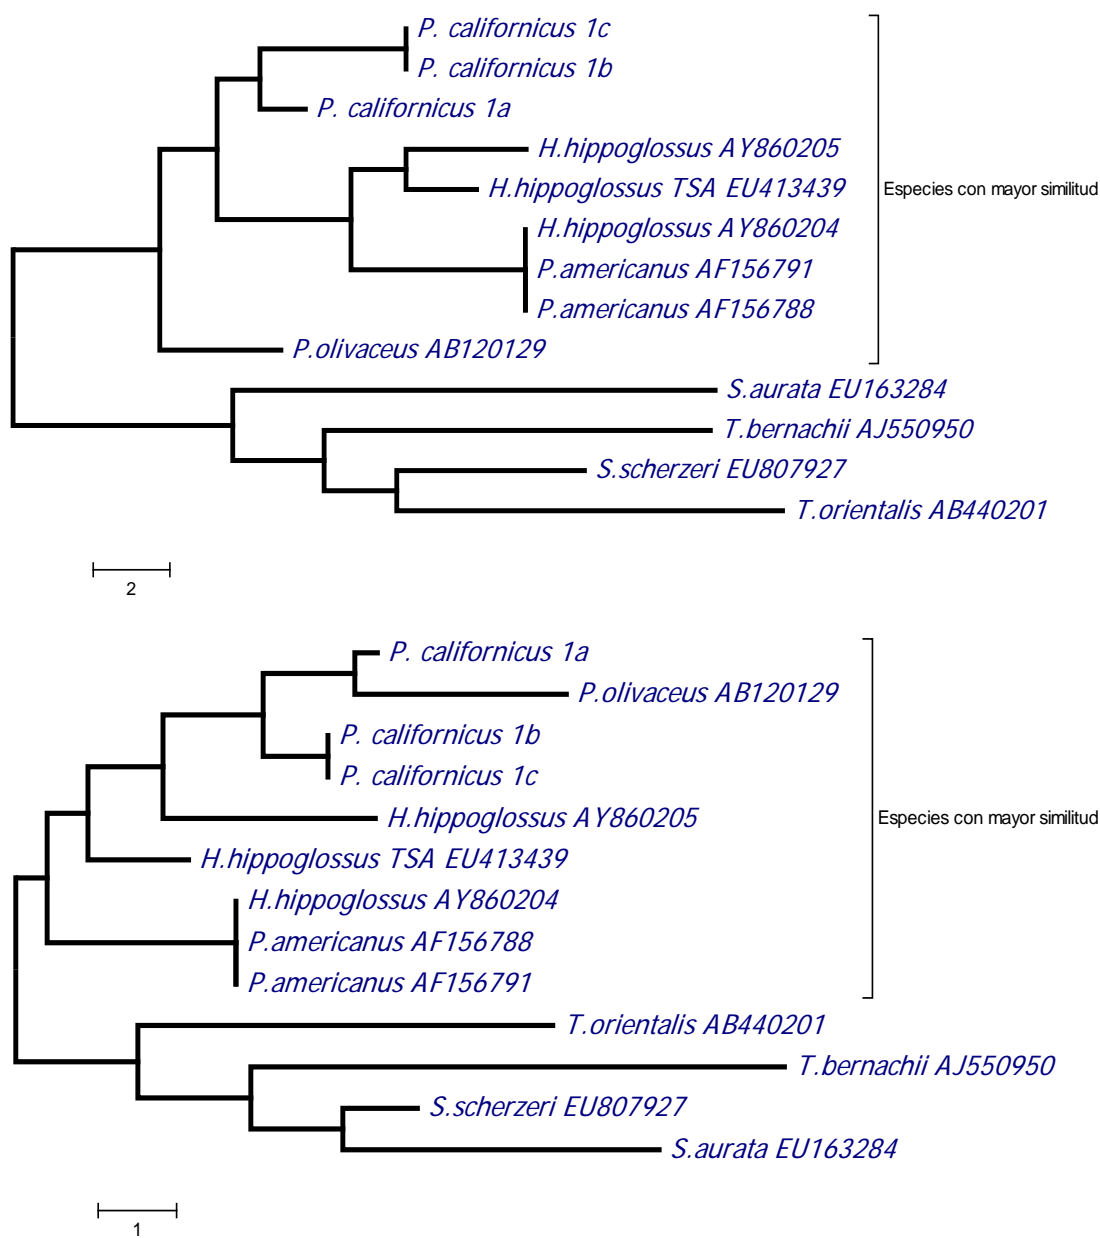 P. californicus 1c
P. californicus 1b
P. californicus 1a
H.hippoglossus AY860205
H.hippoglossus TSA EU413439
Especies con mayor similitud
H.hippoglossus AY860204
P.americanus AF156791
P.americanus AF156788
P.olivaceus AB120129
S.aurata EU163284
T.bernachii AJ550950
S.scherzeri EU807927
T.orientalis AB440201
2
P. californicus 1a
P.olivaceus AB120129
P. californicus 1b
P. californicus 1c
H.hippoglossus AY860205
Especies con mayor similitud
H.hippoglossus TSA EU413439
H.hippoglossus AY860204
P.americanus AF156788
P.americanus AF156791
T.orientalis AB440201
T.bernachii AJ550950
S.scherzeri EU807927
S.aurata EU163284
1